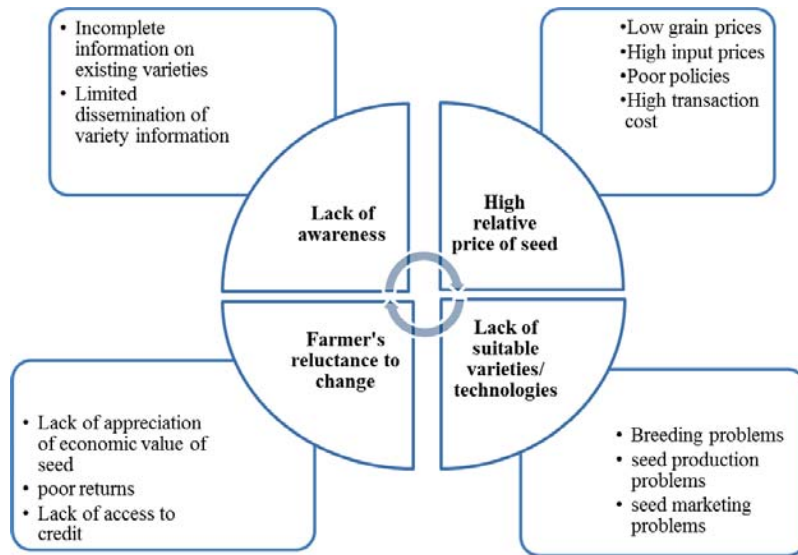 • Incomplete
information on
existing varieties
• Limited
dissemination of
variety information
•Low grain prices
•High input prices
•Poor policies
•High transaction
cost
Lack of
awareness
High
relative
price of seed
Farmer's
reluctance to
change
Lack of
suitable
varieties/
technologies
• Lack of appreciation
of economic value of
seed
• poor returns
• Lack of access to
credit
• Breeding problems
• seed production
problems
• seed marketing
problems